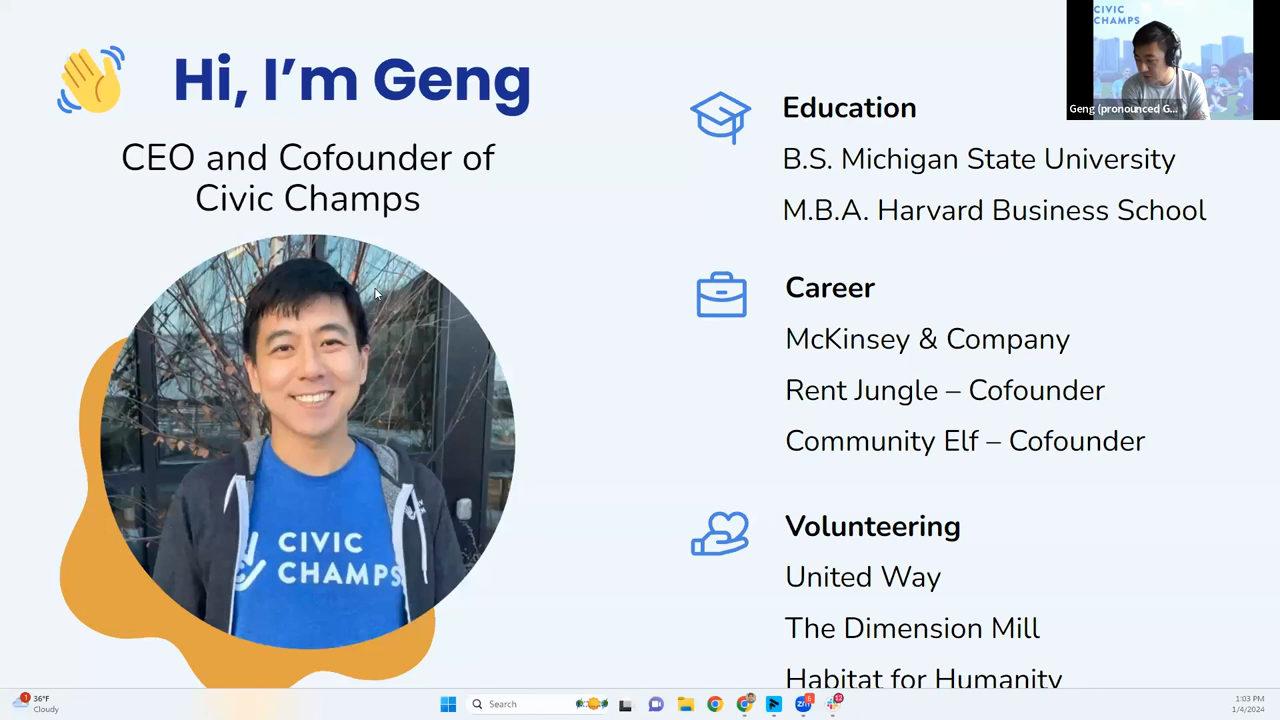 Hi, I’m Geng
CEO and Cofounder of
Civic Champs
CIVIC
CHAMPS
Education
B.S. Michigan State University
M.B.A. Harvard Business School
Career
McKinsey & Company
Rent Jungle – Cofounder
Community Elf – Cofounder
Volunteering
United Way
The Dimension Mill
Habitat for Humanity
CIVIC
CHAMPS
Geng (pronounced G...
1
36°F
Cloudy
Search
1:03 PM
1/4/2024